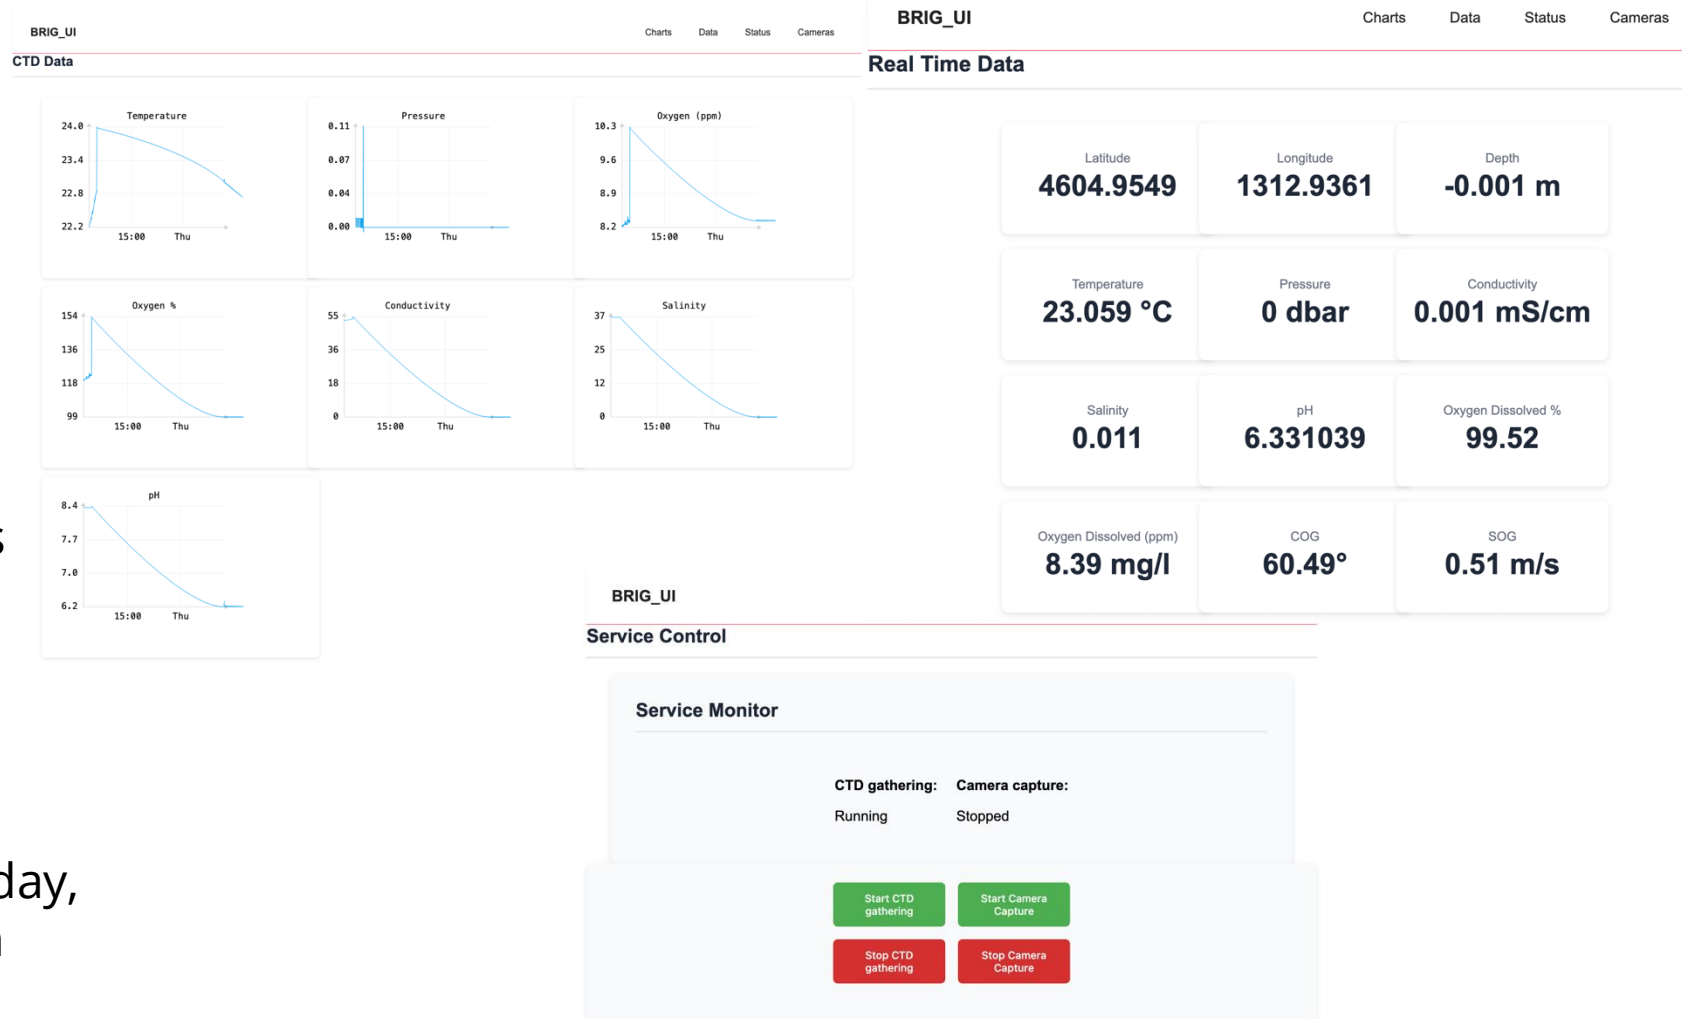 BRIG_UI
Charts Data Status Cameras
CTD Data
Temperature
24.0
23.4
22.8
22.2
15:00 Thu
Pressure
0.11
0.07
0.04
0.00
15:00 Thu
Oxygen (ppm)
10.3
9.6
8.9
8.2
15:00 Thu
Oxygen %
154
136
118
99
15:00 Thu
Conductivity
55
36
18
0
15:00 Thu
Salinity
37
25
12
0
15:00 Thu
pH
8.4
7.7
7.0
6.2
15:00 Thu
s
day,
BRIG_UI
Charts Data Status Cameras
Real Time Data
Latitude
4604.9549
Longitude
1312.9361
Depth
-0.001 m
Temperature
23.059 °C
Pressure
0 dbar
Conductivity
0.001 mS/cm
Salinity
0.011
pH
6.331039
Oxygen Dissolved %
99.52
Oxygen Dissolved (ppm)
8.39 mg/l
COG
60.49°
SOG
0.51 m/s
BRIG_UI
Service Control
Service Monitor
CTD gathering: Camera capture:
Running Stopped
Start CTD
gathering
Start Camera
Capture
Stop CTD
gathering
Stop Camera
Capture